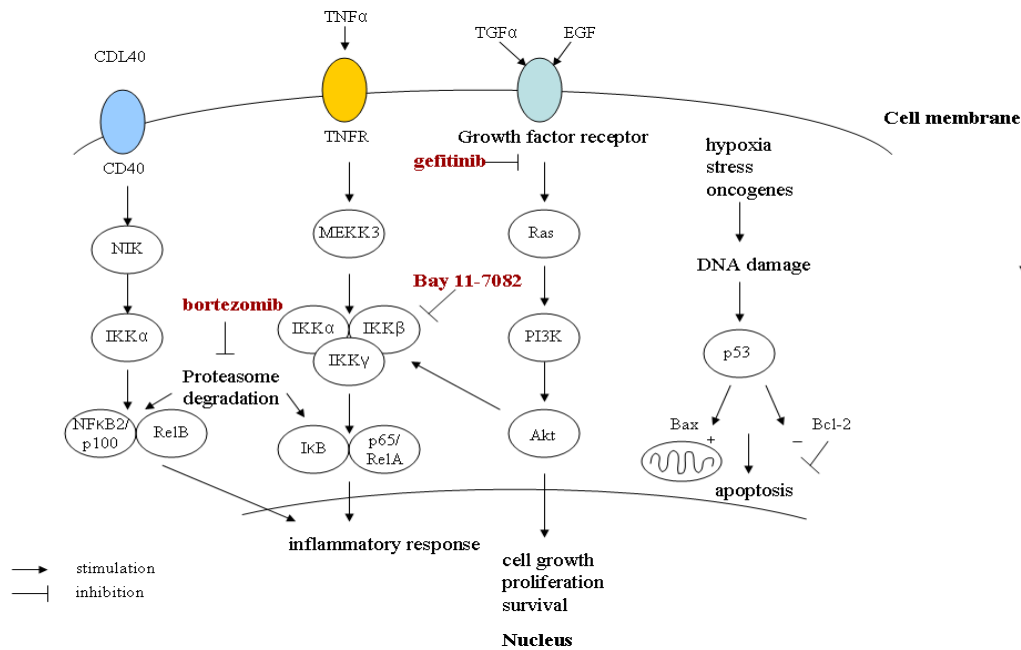 TNFα
TGFα
EGF
CDL40
Cell membrane
TNFR
Growth factor receptor
CD40
gefitinib
hypoxia
stress
oncogenes
NIK
MEKK3
Ras
DNA damage
Bay 11-7082
bortezomib
IKKα
IKKα
IKKβ
IKKγ
PI3K
p53
Proteasome
degradation
NFκB2/
p100
RelB
IκB
p65/
RelA
Akt
Bax
+
−
Bcl-2
apoptosis
inflammatory response
cell growth
proliferation
survival
stimulation
inhibition
Nucleus